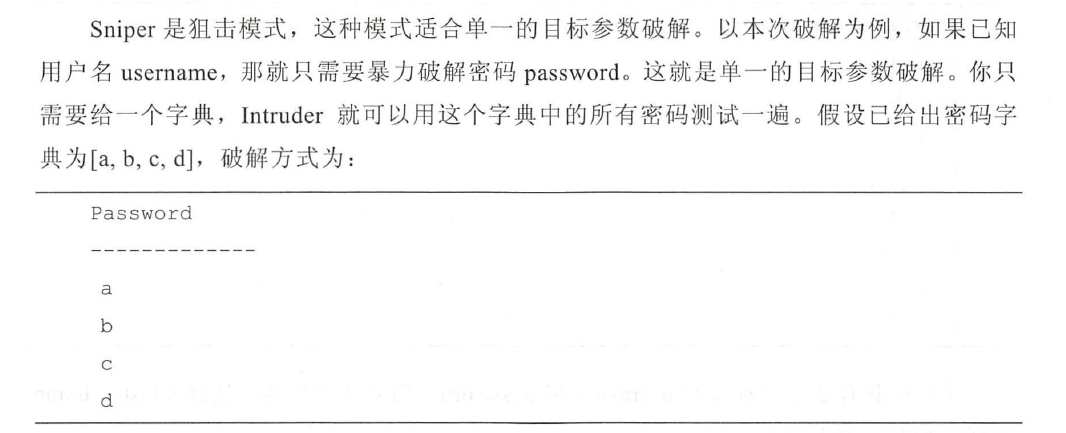 Sniper 是狙击模式，这种模式适合单一的目标参数破解。以本次破解为例，如果已知
用户名 username，那就只需要暴力破解密码 password。这就是单一的目标参数破解。你只
需要给一个字典，Intruder 就可以用这个字典中的所有密码测试一遍。假设已给出密码字
典为[a, b, c, d]，破解方式为：
Password
-------------
a
b
c
d